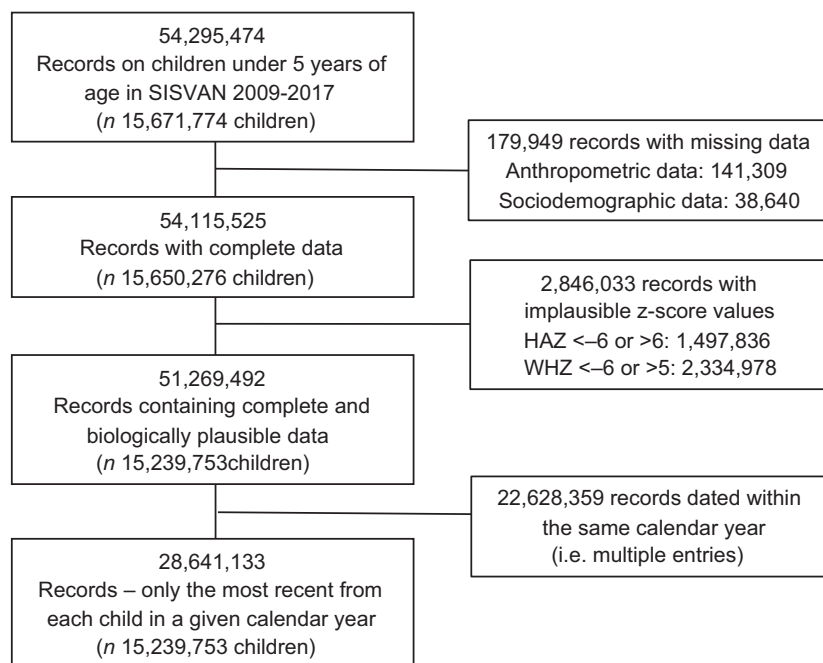 54,295,474
Records on children under 5 years of
age in SISVAN 2009-2017
(n 15,671,774 children)
179,949 records with missing data
Anthropometric data: 141,309
Sociodemographic data: 38,640
54,115,525
Records with complete data
(n 15,650,276 children)
2,846,033 records with
implausible z-score values
HAZ <–6 or >6: 1,497,836
WHZ <–6 or >5: 2,334,978
51,269,492
Records containing complete and
biologically plausible data
(n 15,239,753children)
22,628,359 records dated within
the same calendar year
(i.e. multiple entries)
28,641,133
Records – only the most recent from
each child in a given calendar year
(n 15,239,753 children)